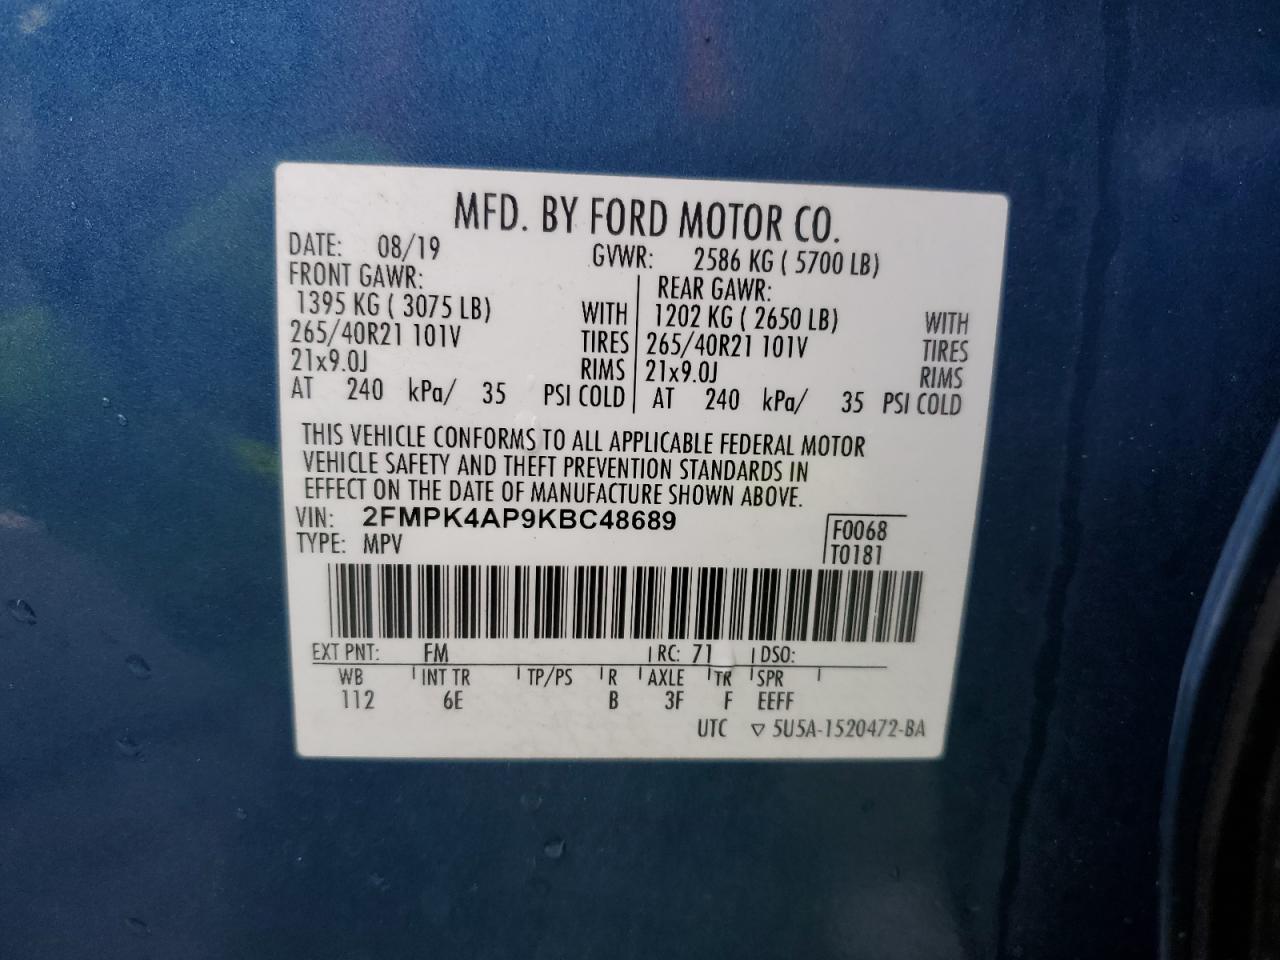 MFD. BY FORD MOTOR CO.
DATE: 08/19 GVWR: 2586 KG ( 5700 LB)
FRONT GAWR: REAR GAWR:
1395 KG ( 3075 LB) WITH 1202 KG ( 2650 LB) WITH
265/40R21 101V TIRES 265/40R21 101V TIRES
21x9.0J RIMS 21x9.0J RIMS
AT 240 kPa/ 35 PSI COLD AT 240 kPa/ 35 PSI COLD
THIS VEHICLE CONFORMS TO ALL APPLICABLE FEDERAL MOTOR
VEHICLE SAFETY AND THEFT PREVENTION STANDARDS IN
EFFECT ON THE DATE OF MANUFACTURE SHOWN ABOVE.
VIN: 2FMPK4AP9KBC48689 F0068
TYPE: MPV T0181
EXT PNT: FM RC: 71 DSO:
WB INT TR TP/PS R AXLE TR SPR
112 6E B 3F F EEFF
UTC ▽ 5U5A-1520472-BA